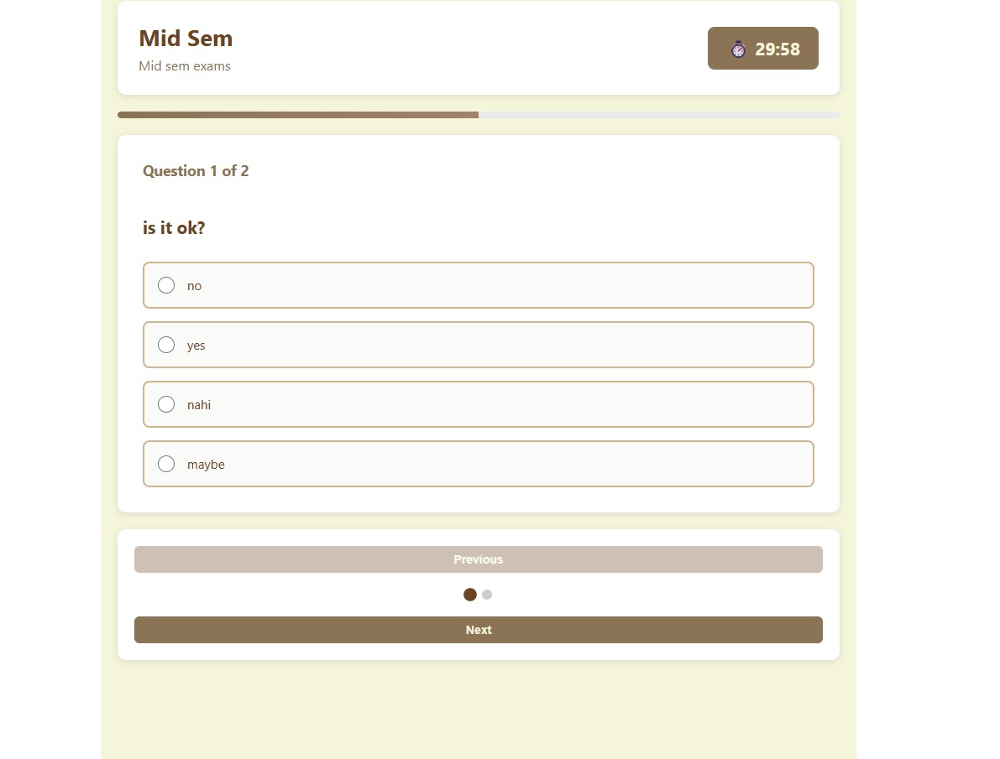 Mid Sem
Mid sem exams
29:58
Question 1 of 2
is it ok?
no
yes
nahi
maybe
Previous
Next